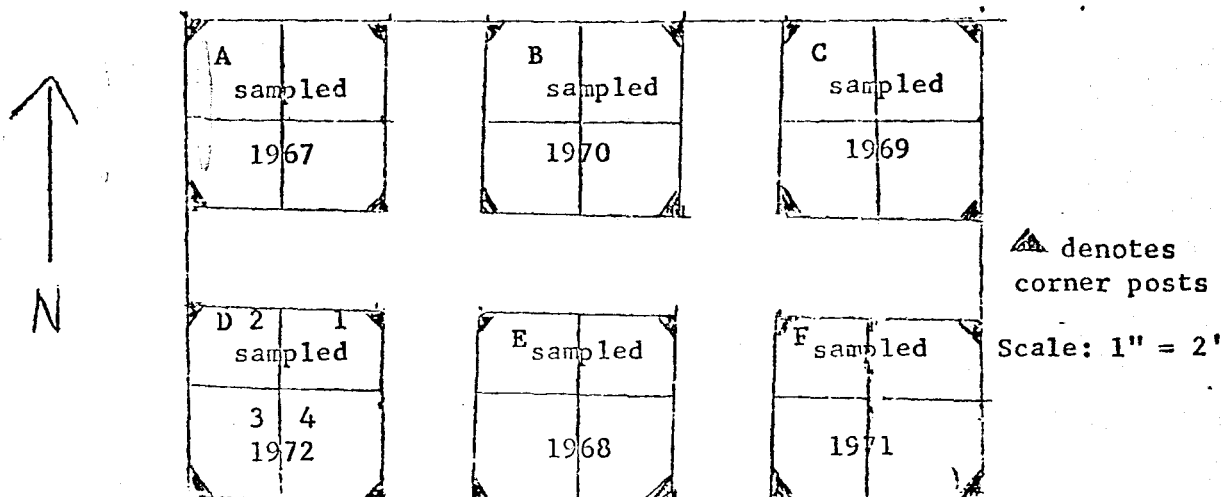 A
sampled
1967
B
sampled
1970
C
sampled
1969
N
denotes
corner posts
Scale: 1" = 2'
D 2 1
sampled
3 4
1972
E
sampled
1968
F
sampled
1971